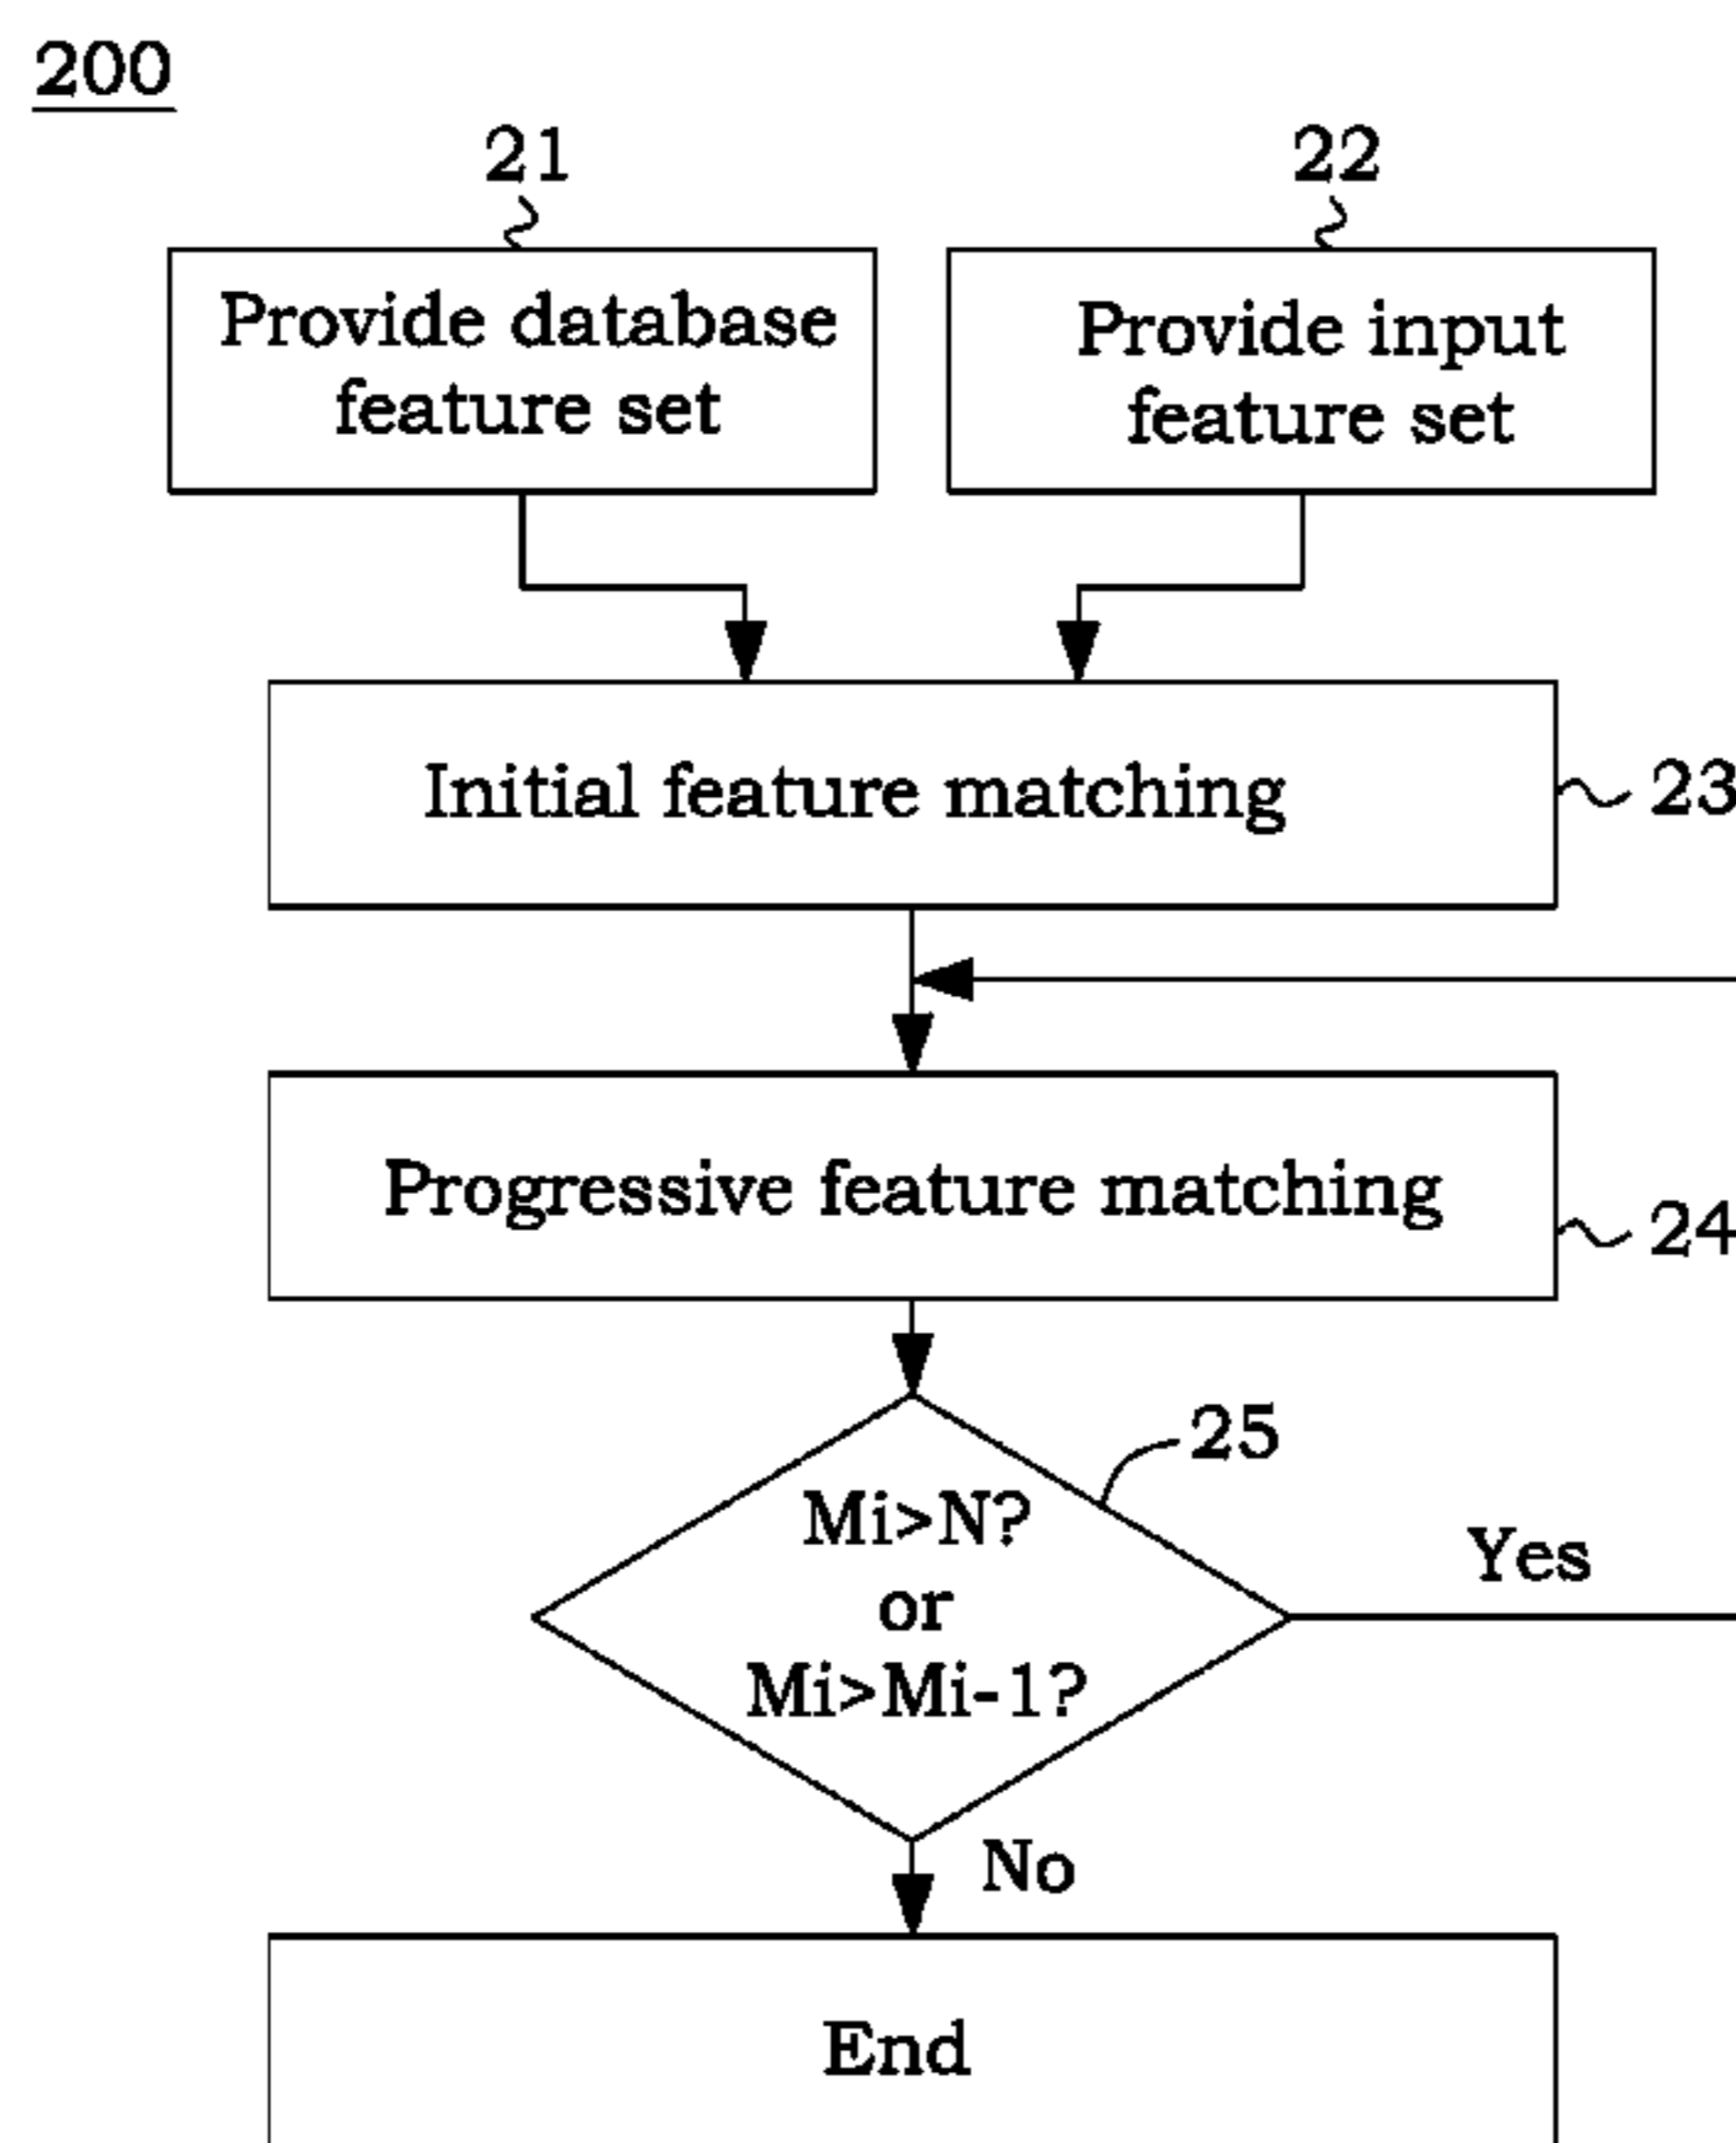 200
21
22
Provide database
feature set
Provide input
feature set
Initial feature matching
23
Progressive feature matching
24
25
Mi>N?
or
Mi>Mi-1?
Yes
No
End